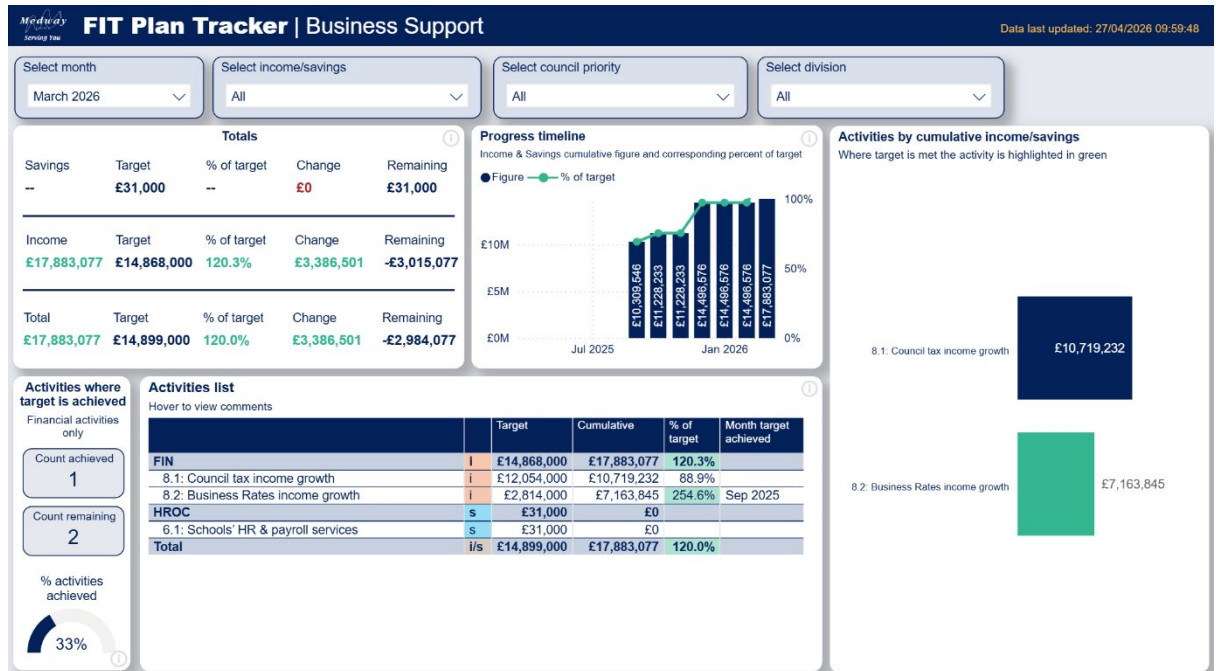 Medway
Serving You
FIT Plan Tracker | Business Support
Data last updated: 27/04/2026 09:59:48
Select month
March 2026
Select income/savings
All
Select council priority
All
Select division
All
Totals
Savings Target % of target Change Remaining
-- £31,000 -- £0 £31,000
Income Target % of target Change Remaining
£17,883,077 £14,868,000 120.3% £3,386,501 -£3,015,077
Total Target % of target Change Remaining
£17,883,077 £14,899,000 120.0% £3,386,501 -£2,984,077
Progress timeline
Income & Savings cumulative figure and corresponding percent of target
Figure % of target
100%
£10M
50%
£5M
£0M
0%
£10,309,546
£11,228,233
£11,228,233
£14,496,576
£14,496,576
£14,496,576
£17,883,077
Jul 2025 Jan 2026
Activities by cumulative income/savings
Where target is met the activity is highlighted in green
8.1: Council tax income growth £10,719,232
8.2: Business Rates income growth £7,163,845
Activities where
target is achieved
Financial activities
only
Count achieved
1
Count remaining
2
% activities
achieved
33%
Activities list
Hover to view comments
Target Cumulative % of target Month target achieved
FIN i £14,868,000 £17,883,077 120.3%
8.1: Council tax income growth i £12,054,000 £10,719,232 88.9%
8.2: Business Rates income growth i £2,814,000 £7,163,845 254.6% Sep 2025
HROC s £31,000 £0
6.1: Schools' HR & payroll services s £31,000 £0
Total i/s £14,899,000 £17,883,077 120.0%